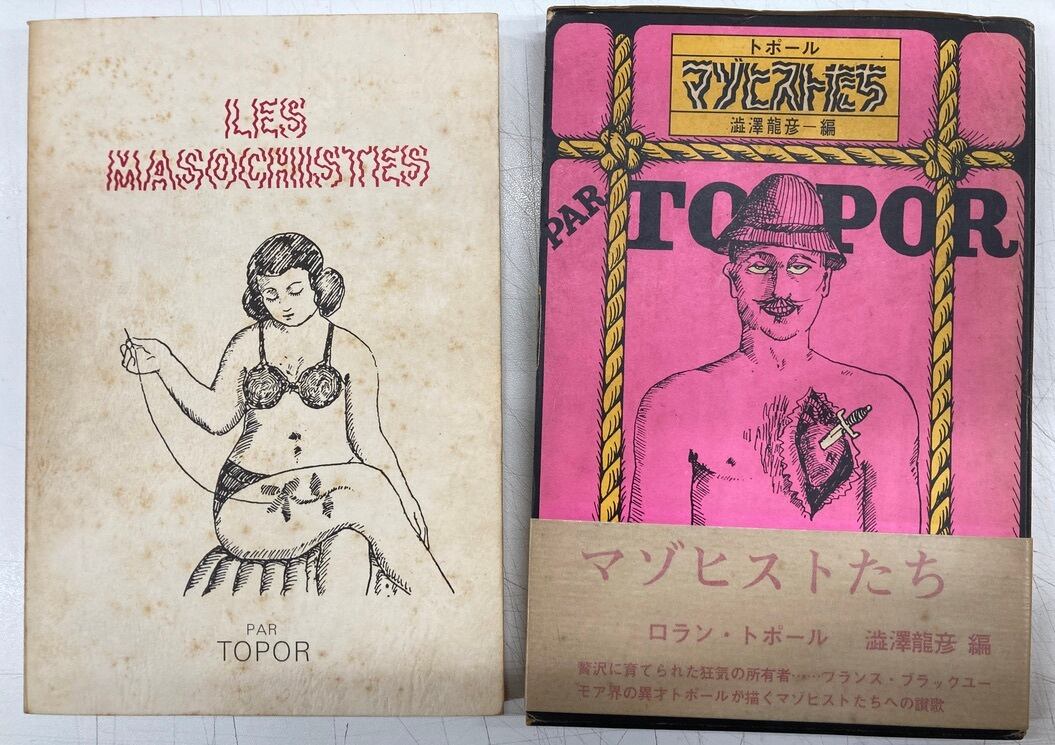 LES
MASOCHISTES
PAR
TOPOR
トポール
マゾヒストたち
澁澤龍彦―編
PAR TOPOR
マゾヒストたち
ロラン・トポール 澁澤龍彦 編
贅沢に育てられた狂気の所有者……フランス・ブラックユー
モア界の異才トポールが描くマゾヒストたちへの讃歌